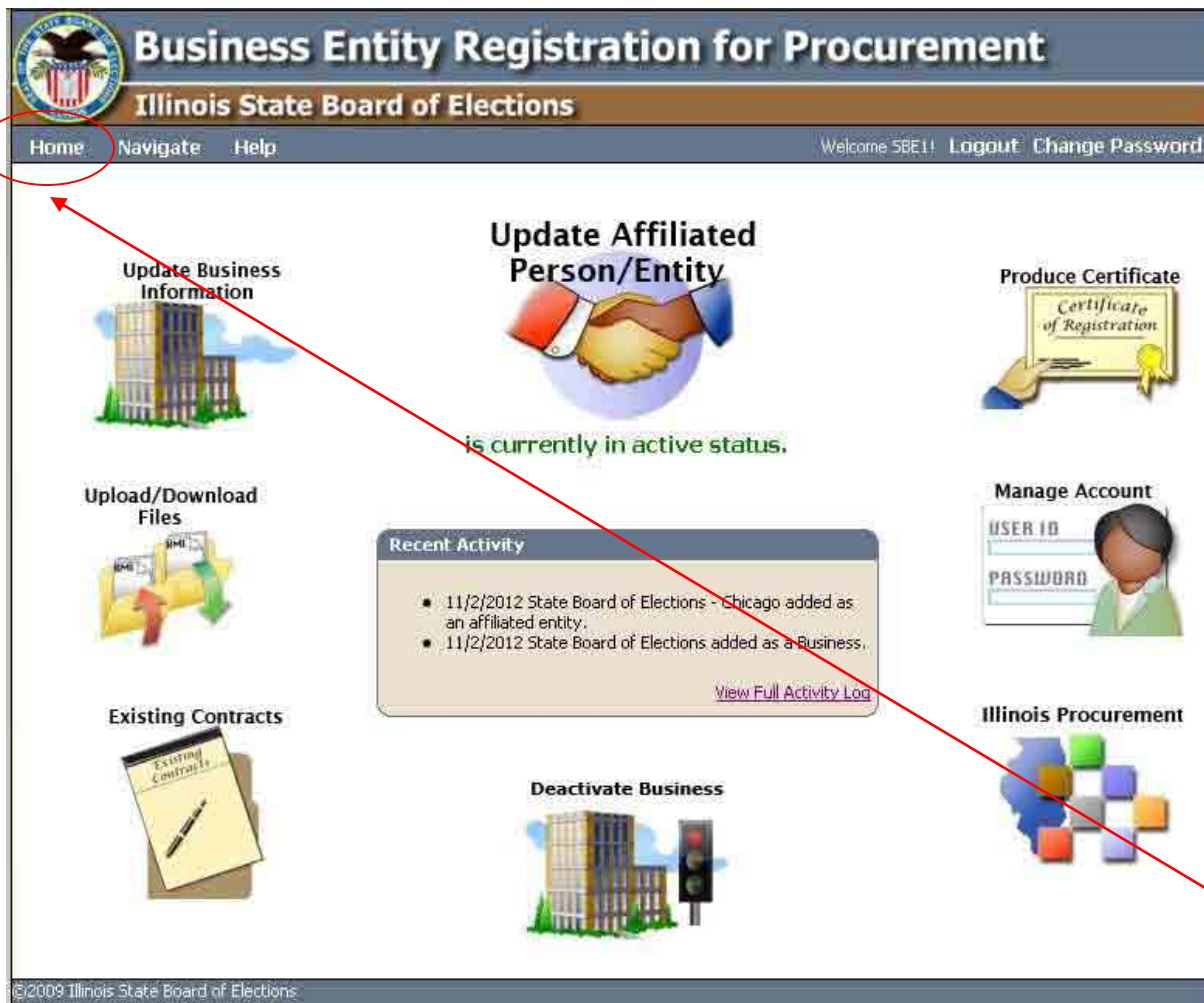 Business Entity Registration for Procurement
Illinois State Board of Elections
Home Navigate Help Welcome SBE1! Logout Change Password
Update Business
Information
Update Affiliated
Person/Entity
Produce Certificate
Certificate
of Registration
is currently in active status.
Upload/Download
Files
Manage Account
USER ID
PASSWORD
Recent Activity
• 11/2/2012 State Board of Elections - Chicago added as
an affiliated entity.
• 11/2/2012 State Board of Elections added as a Business.
View Full Activity Log
Existing Contracts
Existing
Contracts
Illinois Procurement
Deactivate Business
©2009 Illinois State Board of Elections